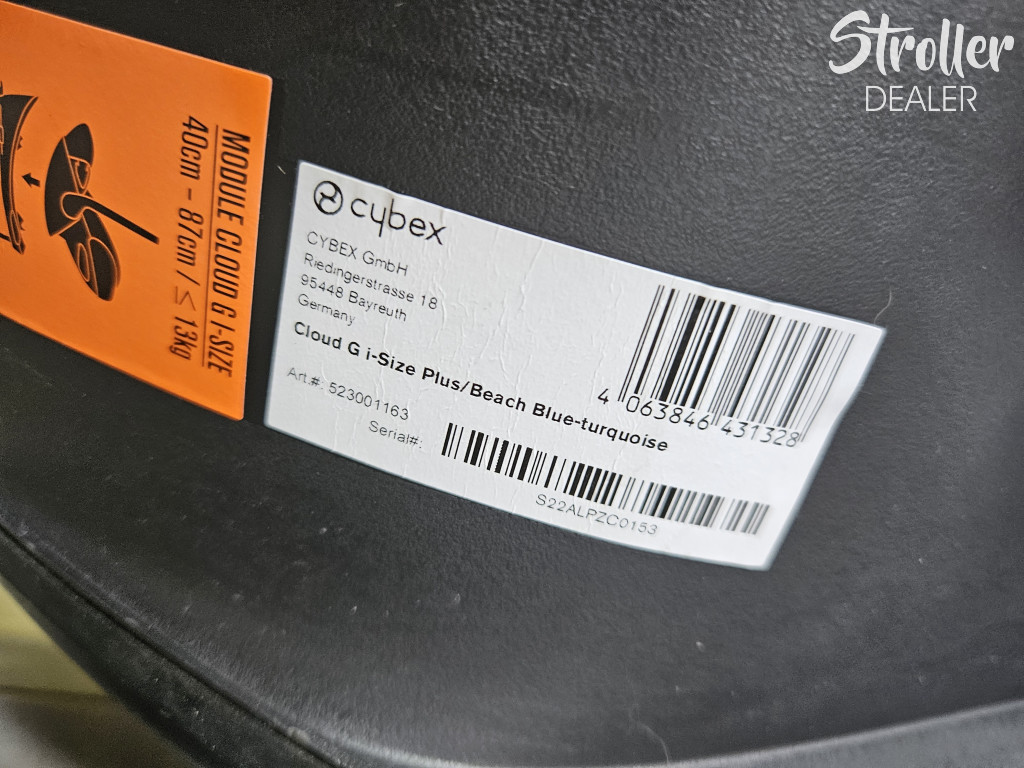 Stroller
DEALER
MODULE CLOUD G I-SIZE
40cm - 87cm / ≤ 13kg
cybex
CYBEX GmbH
Riedingerstrasse 18
95448 Bayreuth
Germany
Cloud G i-Size Plus/Beach Blue-turquoise
Art.#: 523001163
4 063846 431328
Serial#:
S22ALPZC0153